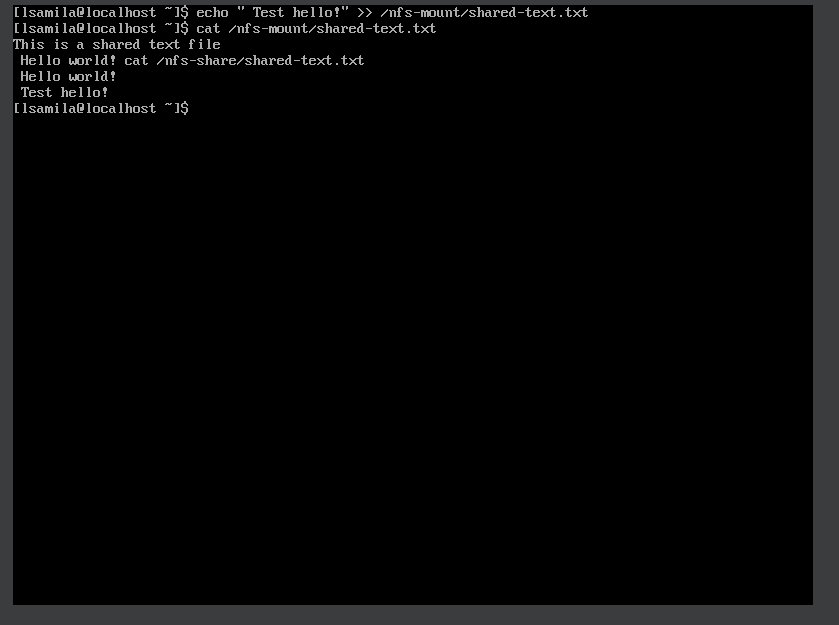 [lsamila@localhost ~]$ echo " Test hello!" >> /nfs-mount/shared-text.txt
[lsamila@localhost ~]$ cat /nfs-mount/shared-text.txt
This is a shared text file
 Hello world! cat /nfs-share/shared-text.txt
 Hello world!
 Test hello!
[lsamila@localhost ~]$